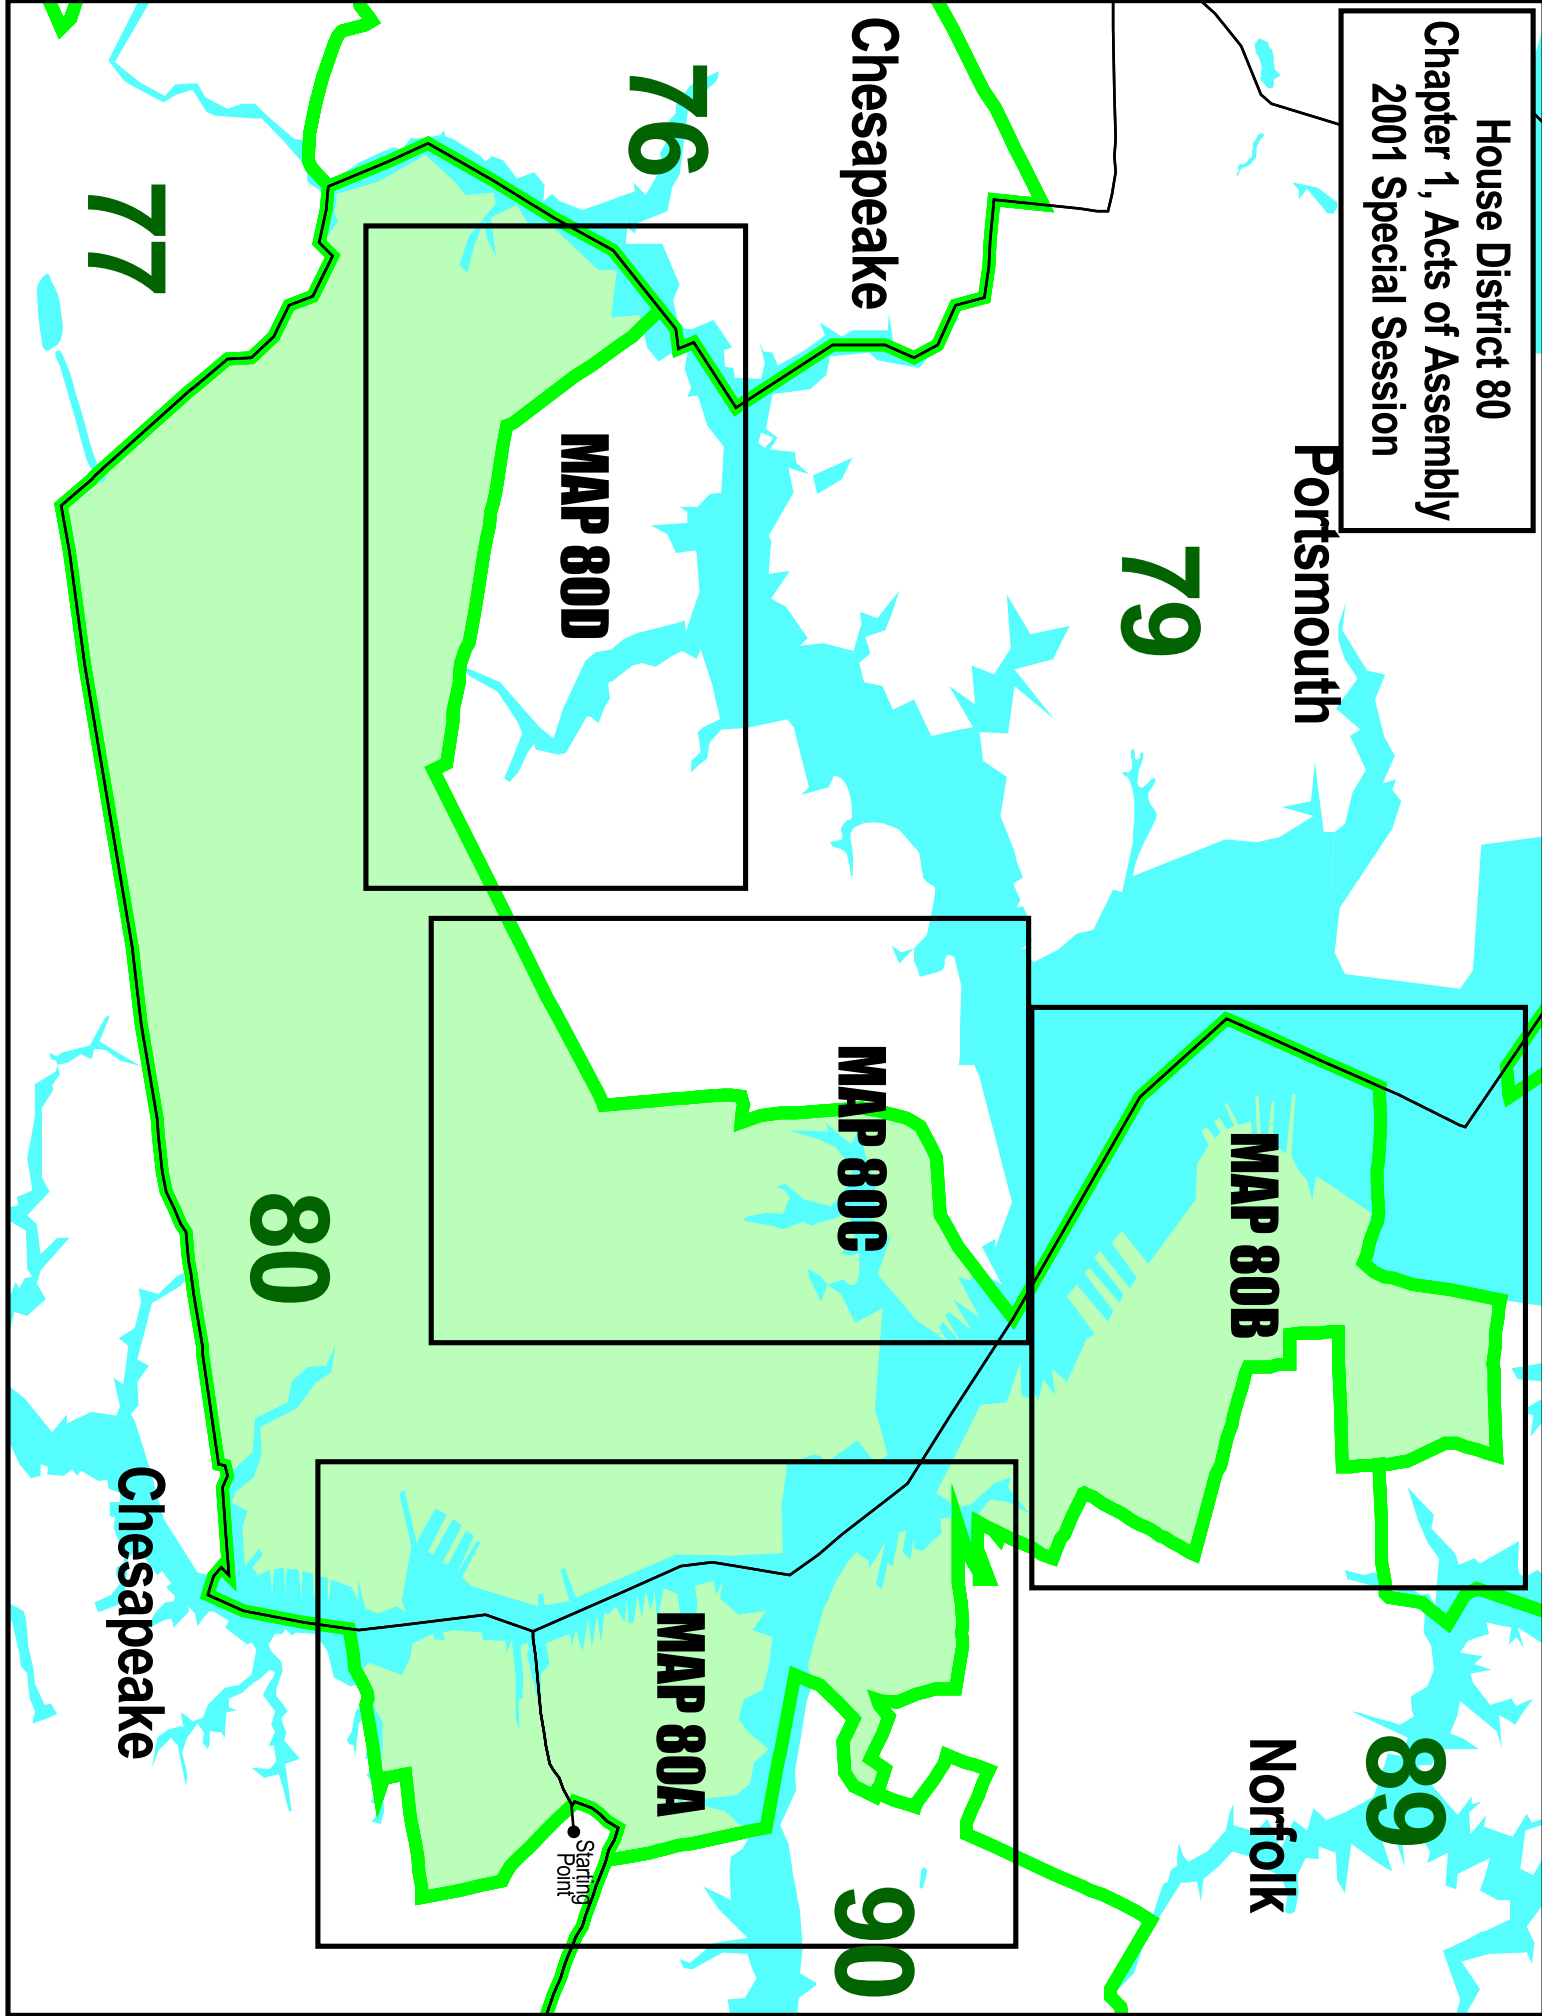 House District 80
Chapter 1, Acts of Assembly
2001 Special Session
Portsmouth
79
Chesapeake
76
77
MAP 80D
MAP 80C
MAP 80B
80
MAP 80A
Starting
Point
Chesapeake
Norfolk
89
90